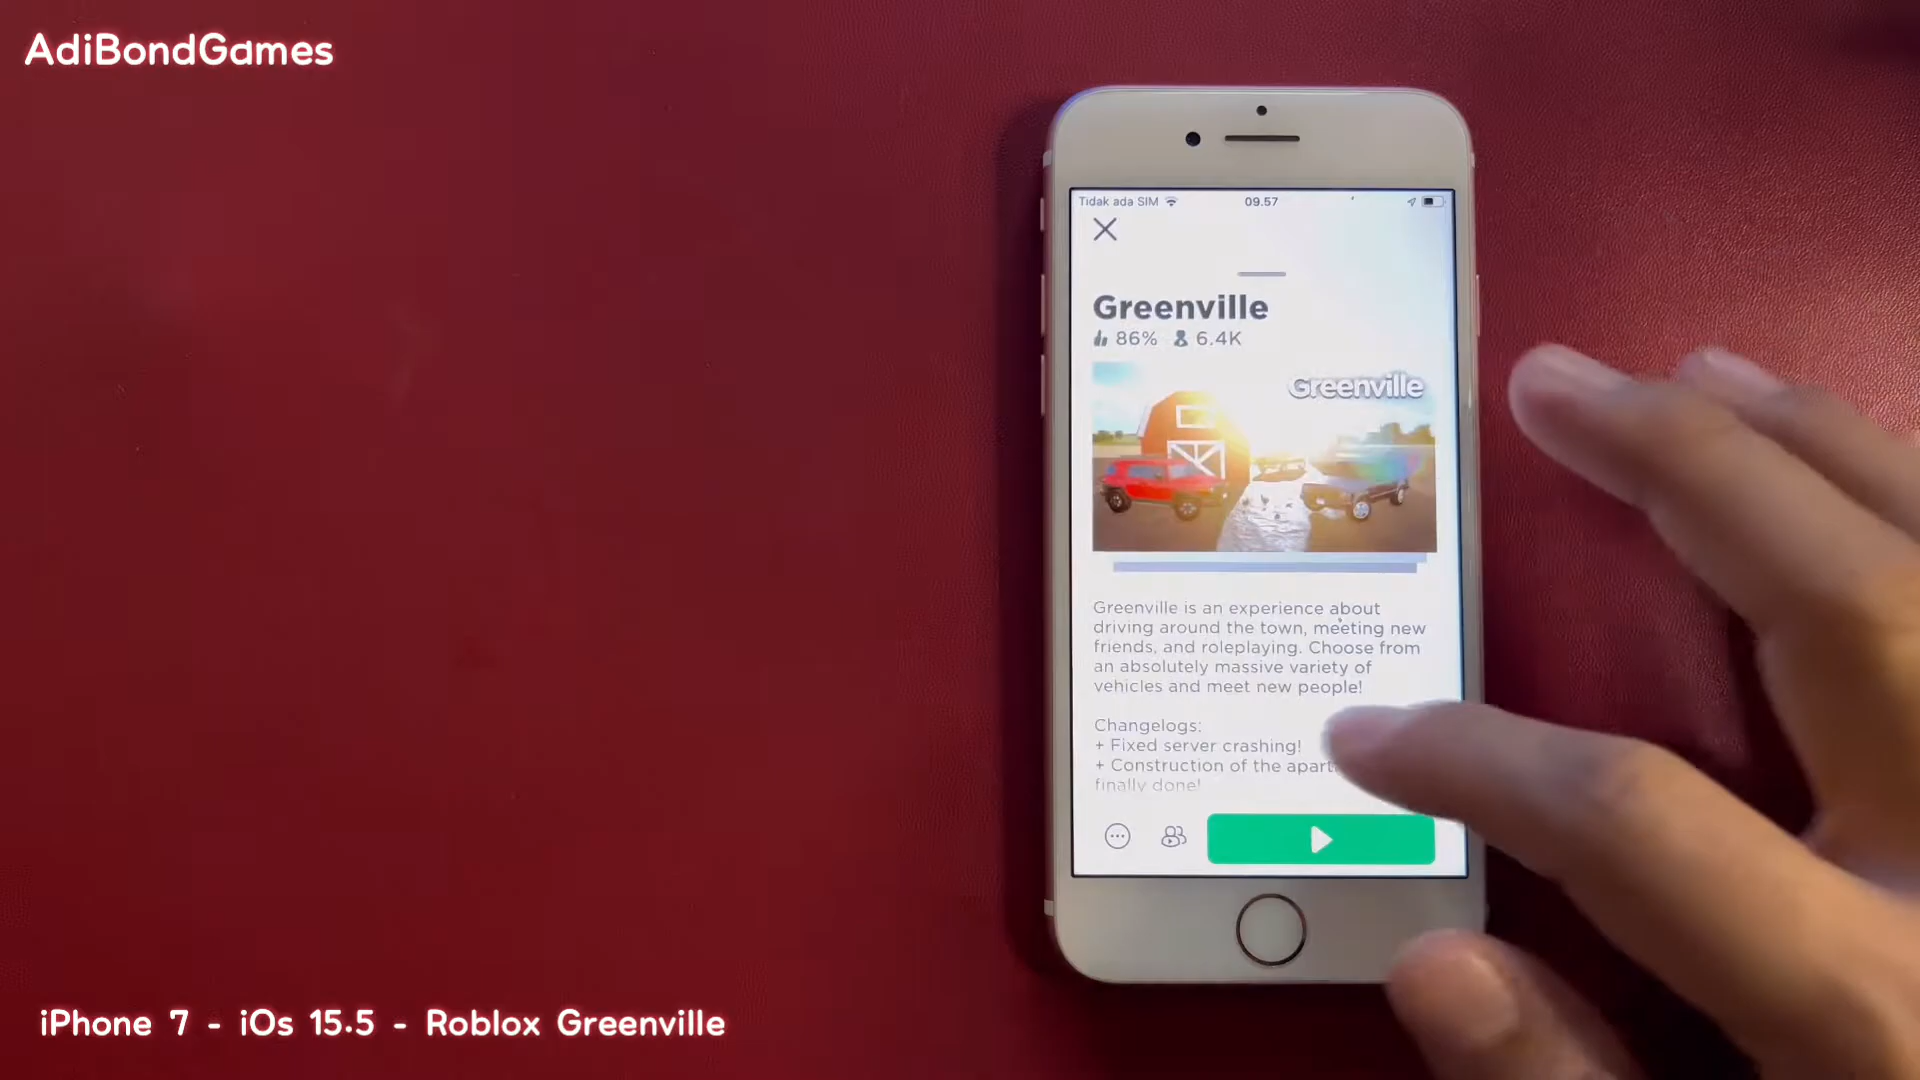 AdiBondGames
Tidak ada SIM
09.57
Greenville
86% 6.4K
Greenville
Greenville is an experience about
driving around the town, meeting new
friends, and roleplaying. Choose from
an absolutely massive variety of
vehicles and meet new people!
Changelogs:
+ Fixed server crashing!
+ Construction of the apart
finally done!
iPhone 7 - iOs 15.5 - Roblox Greenville